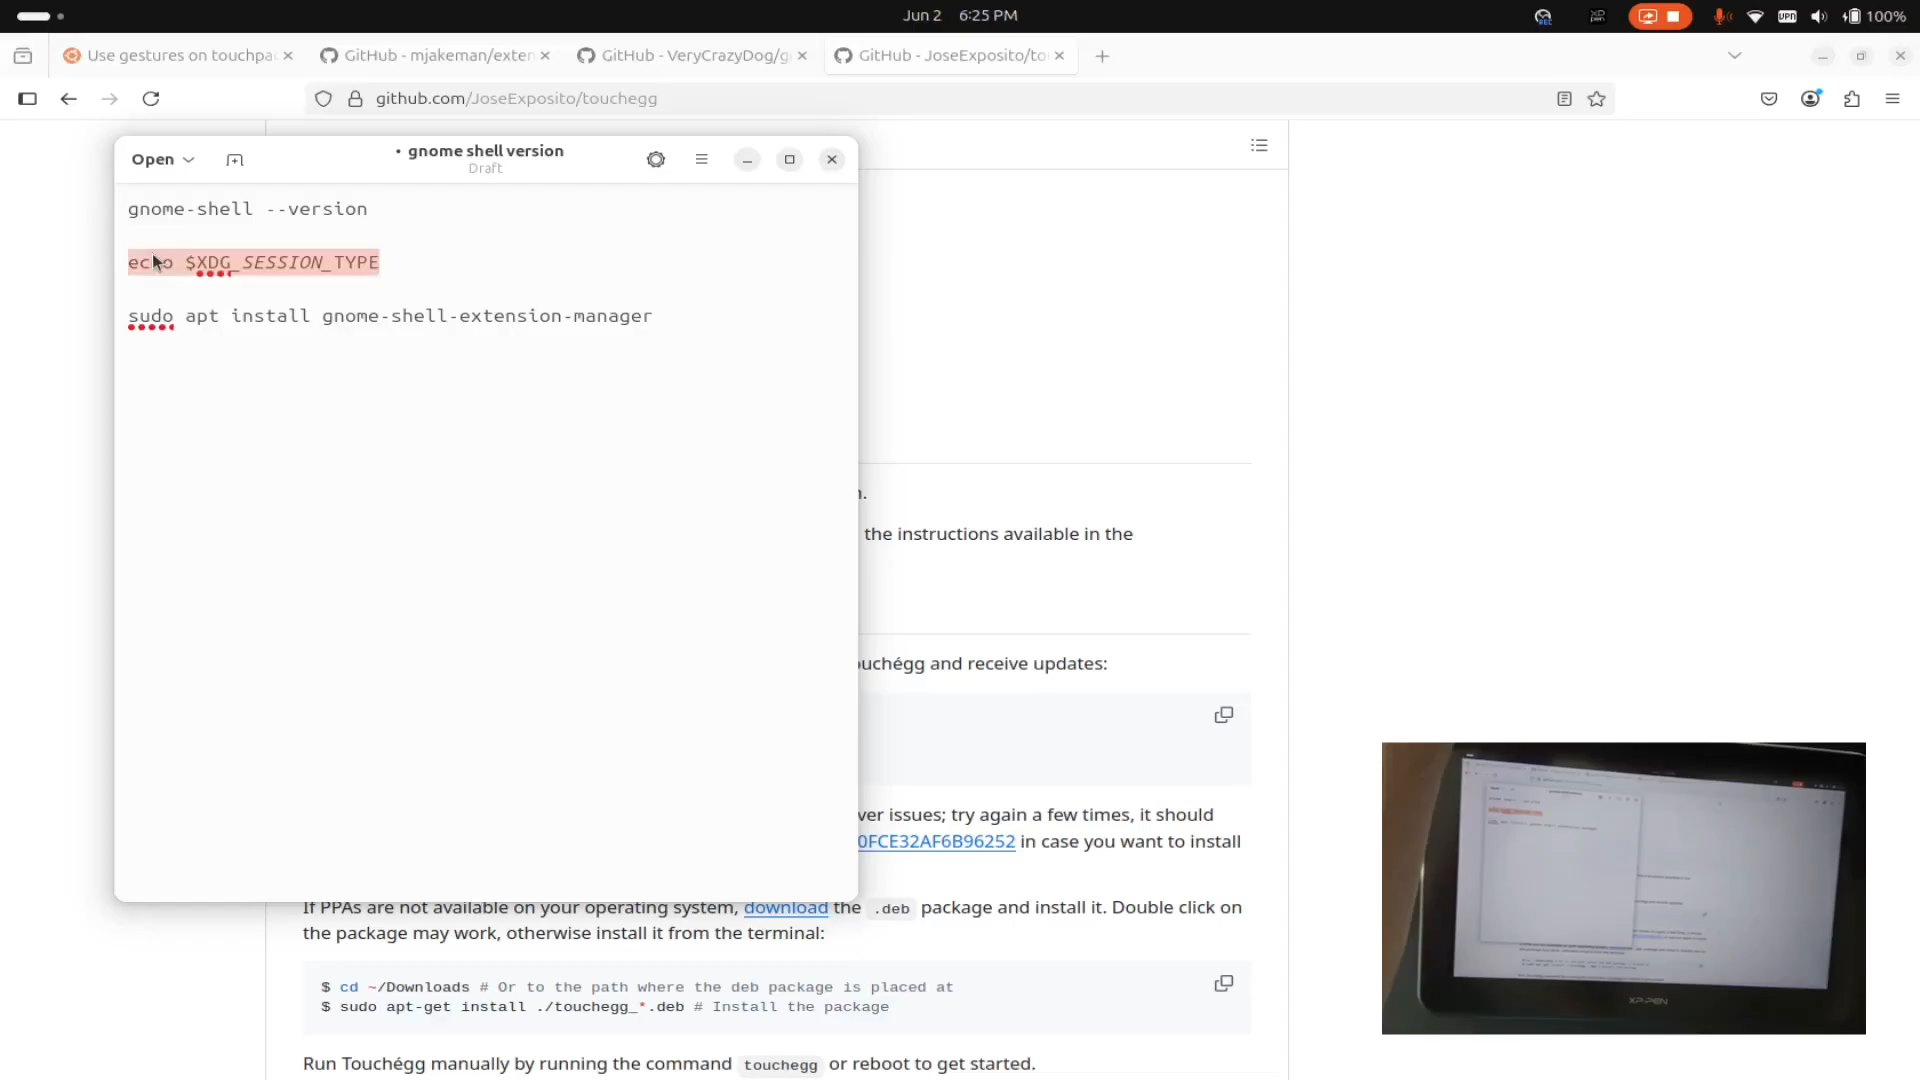 Jun 2 6:25 PM
100%
Use gestures on touchpa
GitHub - mjakeman/exten
GitHub - VeryCrazyDog/g
GitHub - JoseExposito/to
github.com/JoseExposito/touchegg
Open
• gnome shell version
Draft
gnome-shell --version
echo $XDG_SESSION_TYPE
sudo apt install gnome-shell-extension-manager
n.
the instructions available in the
ouchégg and receive updates:
ver issues; try again a few times, it should
0FCE32AF6B96252 in case you want to install
If PPAs are not available on your operating system, download the .deb package and install it. Double click on
the package may work, otherwise install it from the terminal:
$ cd ~/Downloads # Or to the path where the deb package is placed at
$ sudo apt-get install ./touchegg_*.deb # Install the package
Run Touchégg manually by running the command touchegg or reboot to get started.
XP-PEN